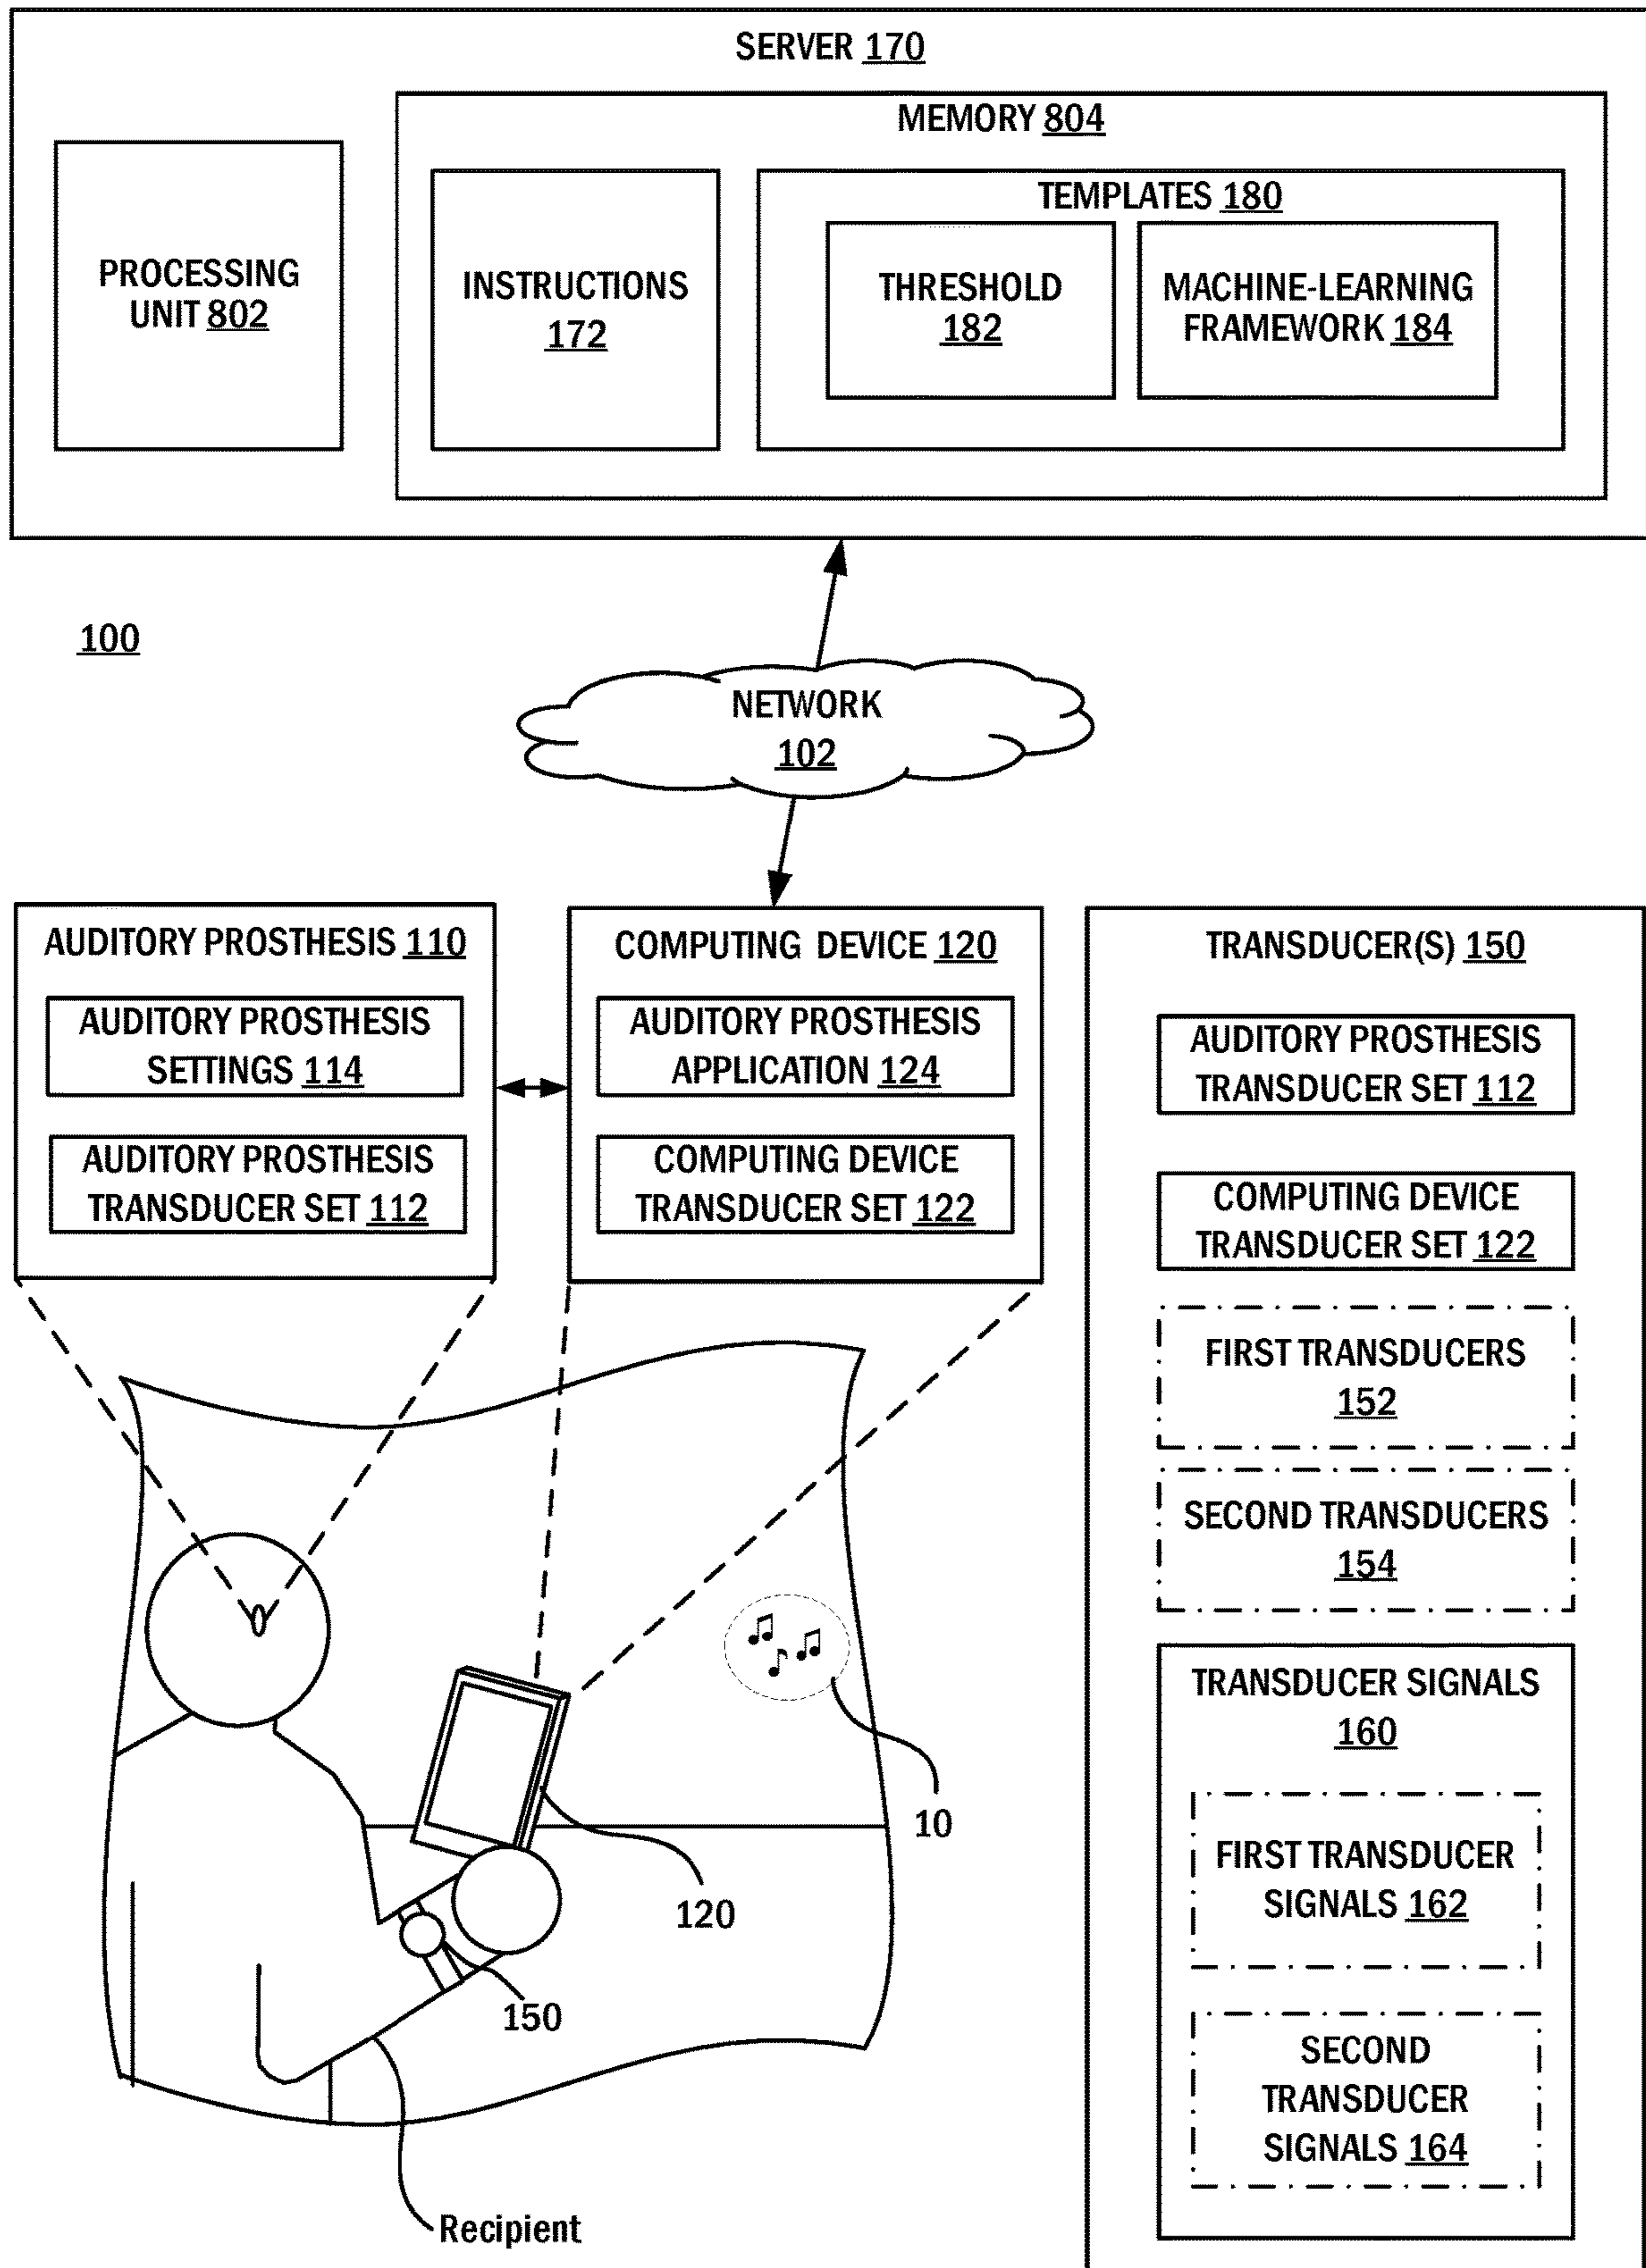 SERVER 170
MEMORY 804
PROCESSING
UNIT 802
INSTRUCTIONS
172
TEMPLATES 180
THRESHOLD
182
MACHINE-LEARNING
FRAMEWORK 184
100
NETWORK
102
AUDITORY PROSTHESIS 110
AUDITORY PROSTHESIS
SETTINGS 114
AUDITORY PROSTHESIS
TRANSDUCER SET 112
COMPUTING DEVICE 120
AUDITORY PROSTHESIS
APPLICATION 124
COMPUTING DEVICE
TRANSDUCER SET 122
TRANSDUCER(S) 150
AUDITORY PROSTHESIS
TRANSDUCER SET 112
COMPUTING DEVICE
TRANSDUCER SET 122
FIRST TRANSDUCERS
152
SECOND TRANSDUCERS
154
TRANSDUCER SIGNALS
160
FIRST TRANSDUCER
SIGNALS 162
SECOND
TRANSDUCER
SIGNALS 164
10
120
150
Recipient